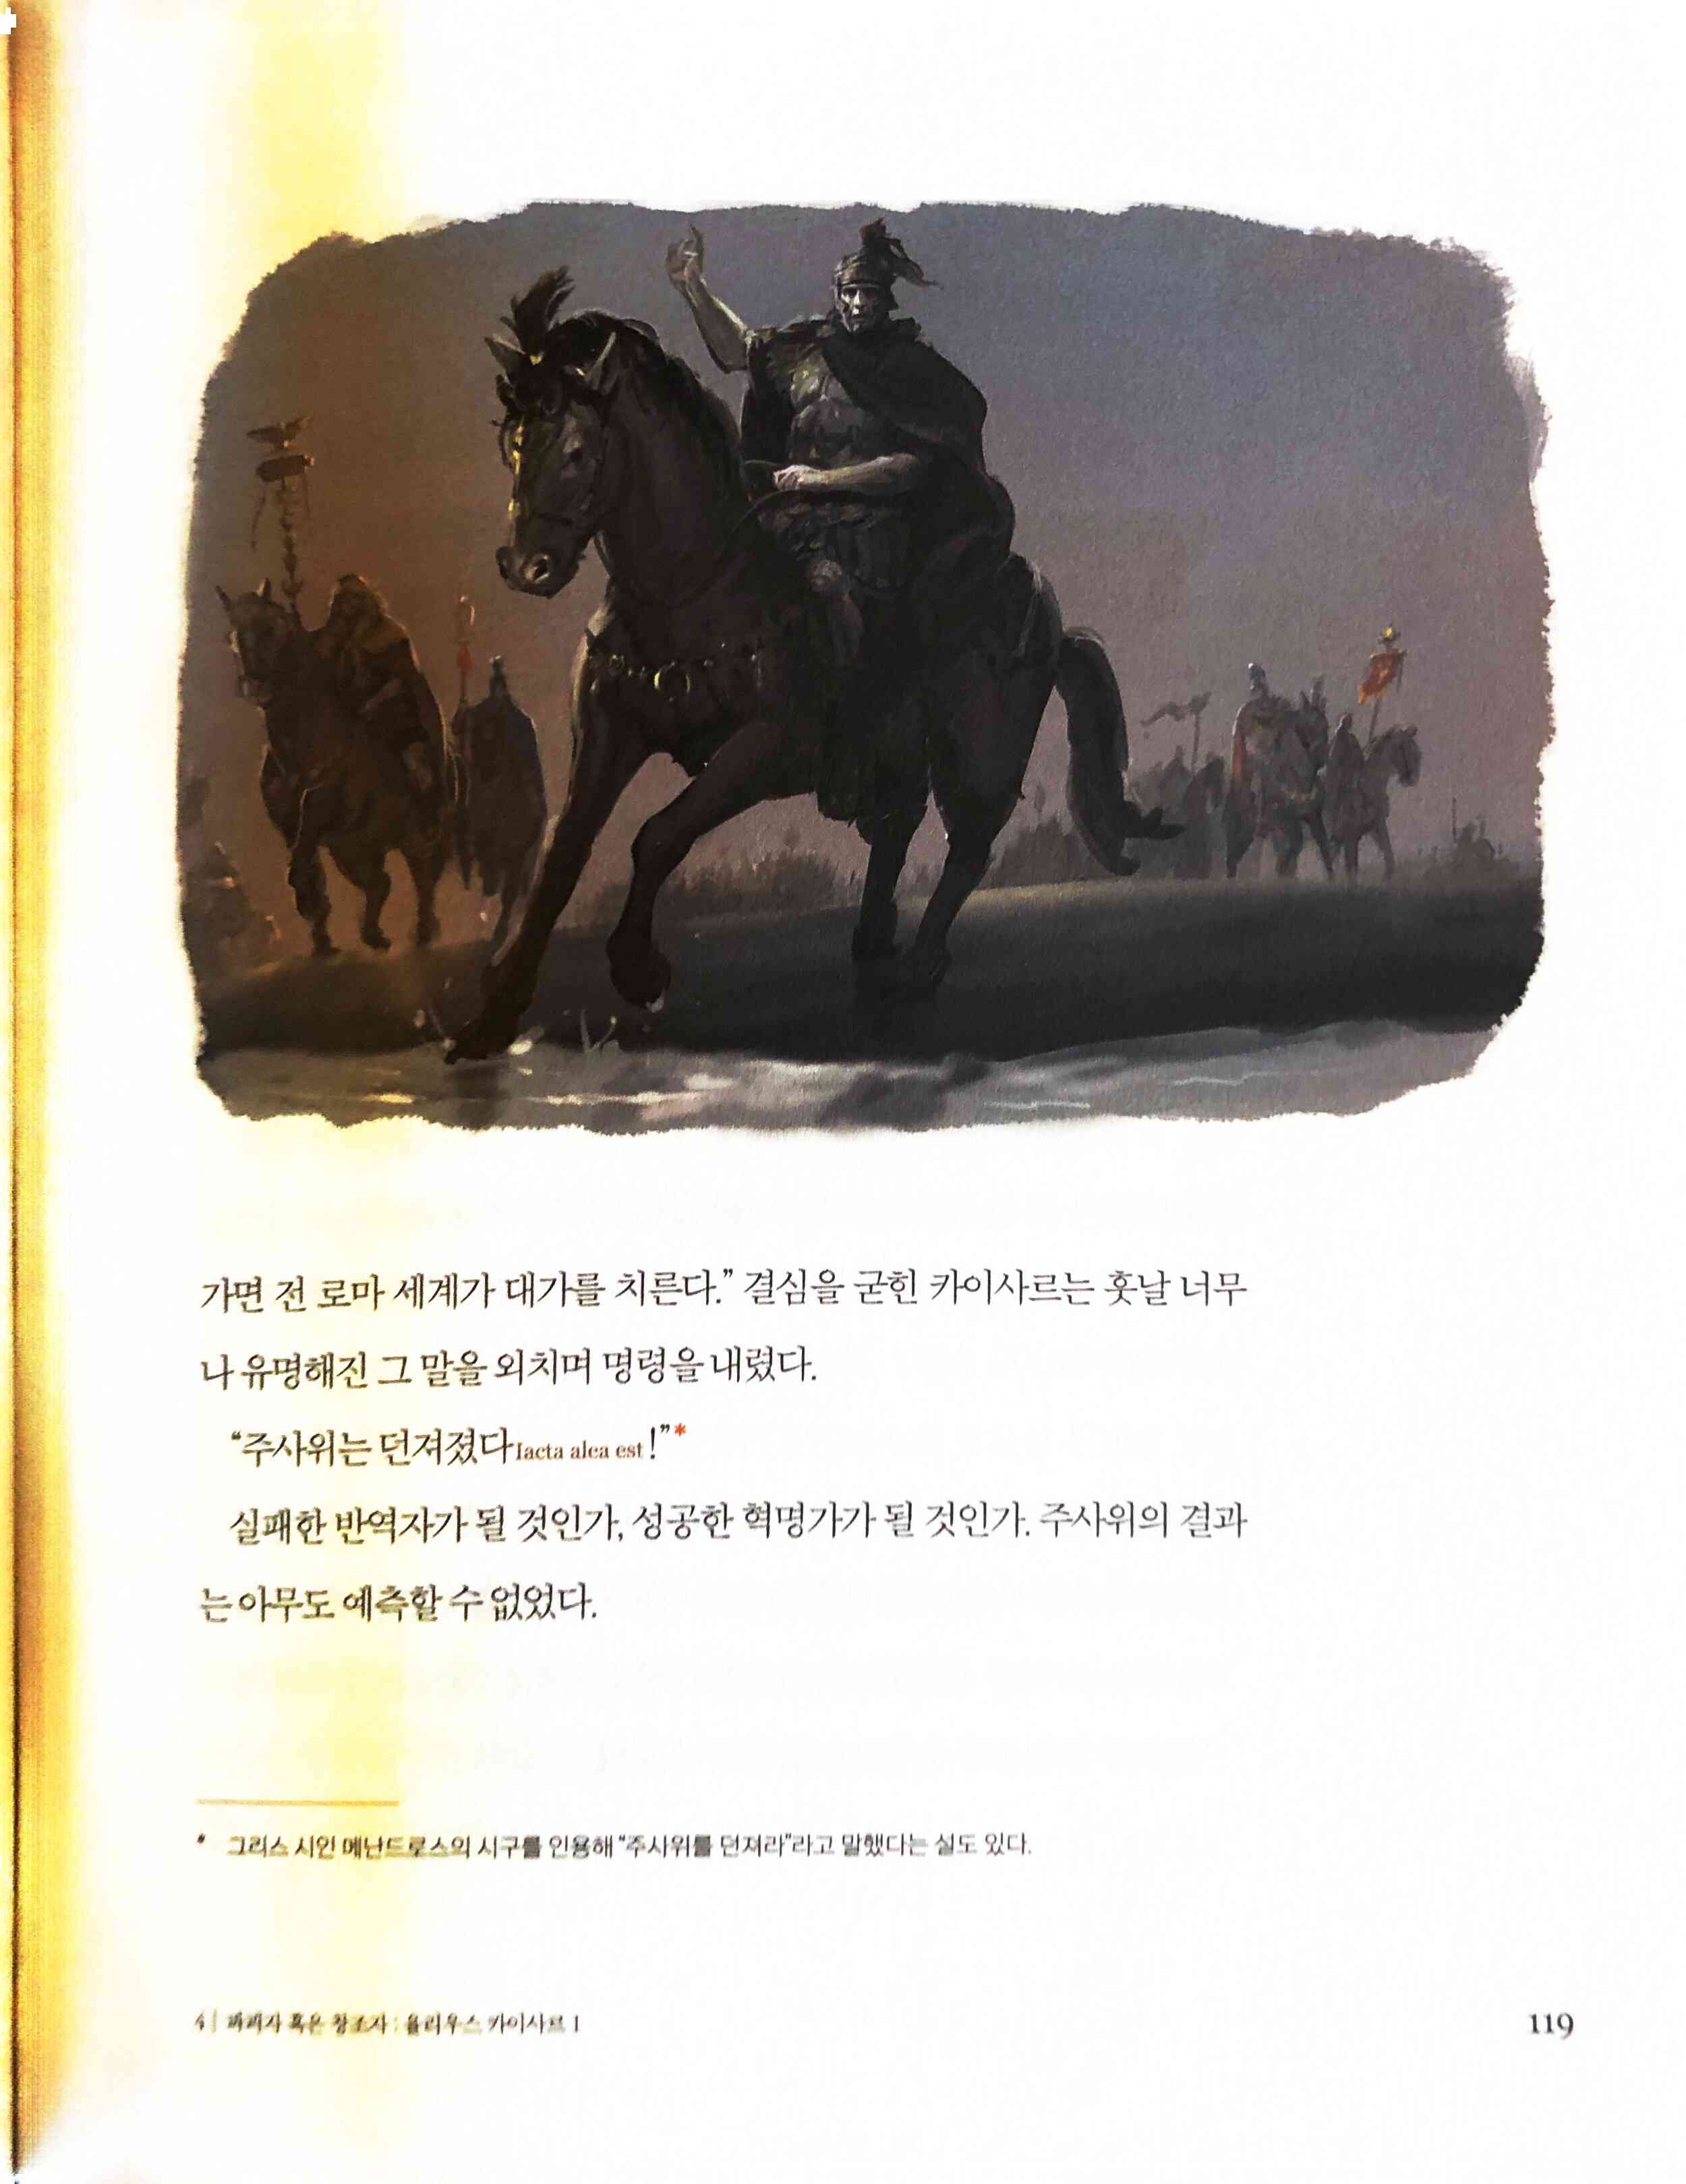 가면 전 로마 세계가 대가를 치른다.” 결심을 굳힌 카이사르는 훗날 너무
나 유명해진 그 말을 외치며 명령을 내렸다.
“주사위는 던져졌다Iacta alea est!”*
실패한 반역자가 될 것인가, 성공한 혁명가가 될 것인가. 주사위의 결과
는 아무도 예측할 수 없었다.
* 그리스 시인 메난드로스의 시구를 인용해 “주사위를 던져라”라고 말했다는 설도 있다.
4 | 파괴자 혹은 창조자 : 율리우스 카이사르 1
119